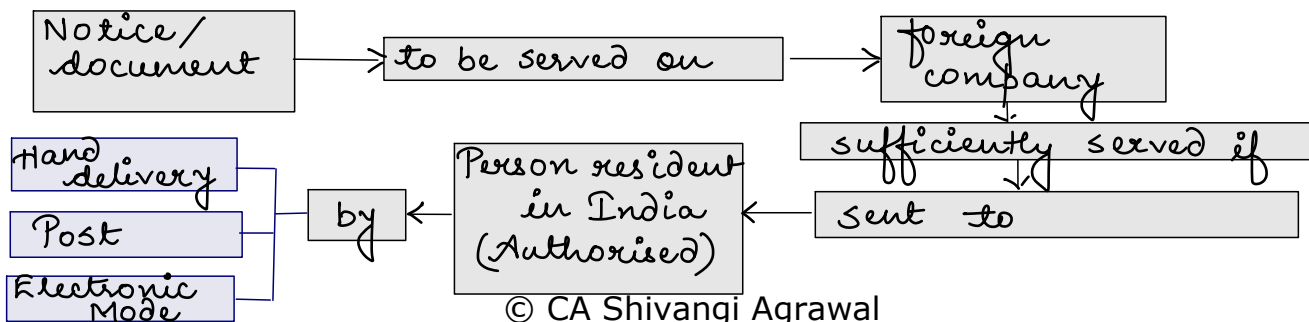 Notice/
document
to be served on
foreign
company
sufficiently served if
sent to
Person resident
in India
(Authorised)
by
Hand
delivery
Post
Electronic
Mode
© CA Shivangi Agrawal